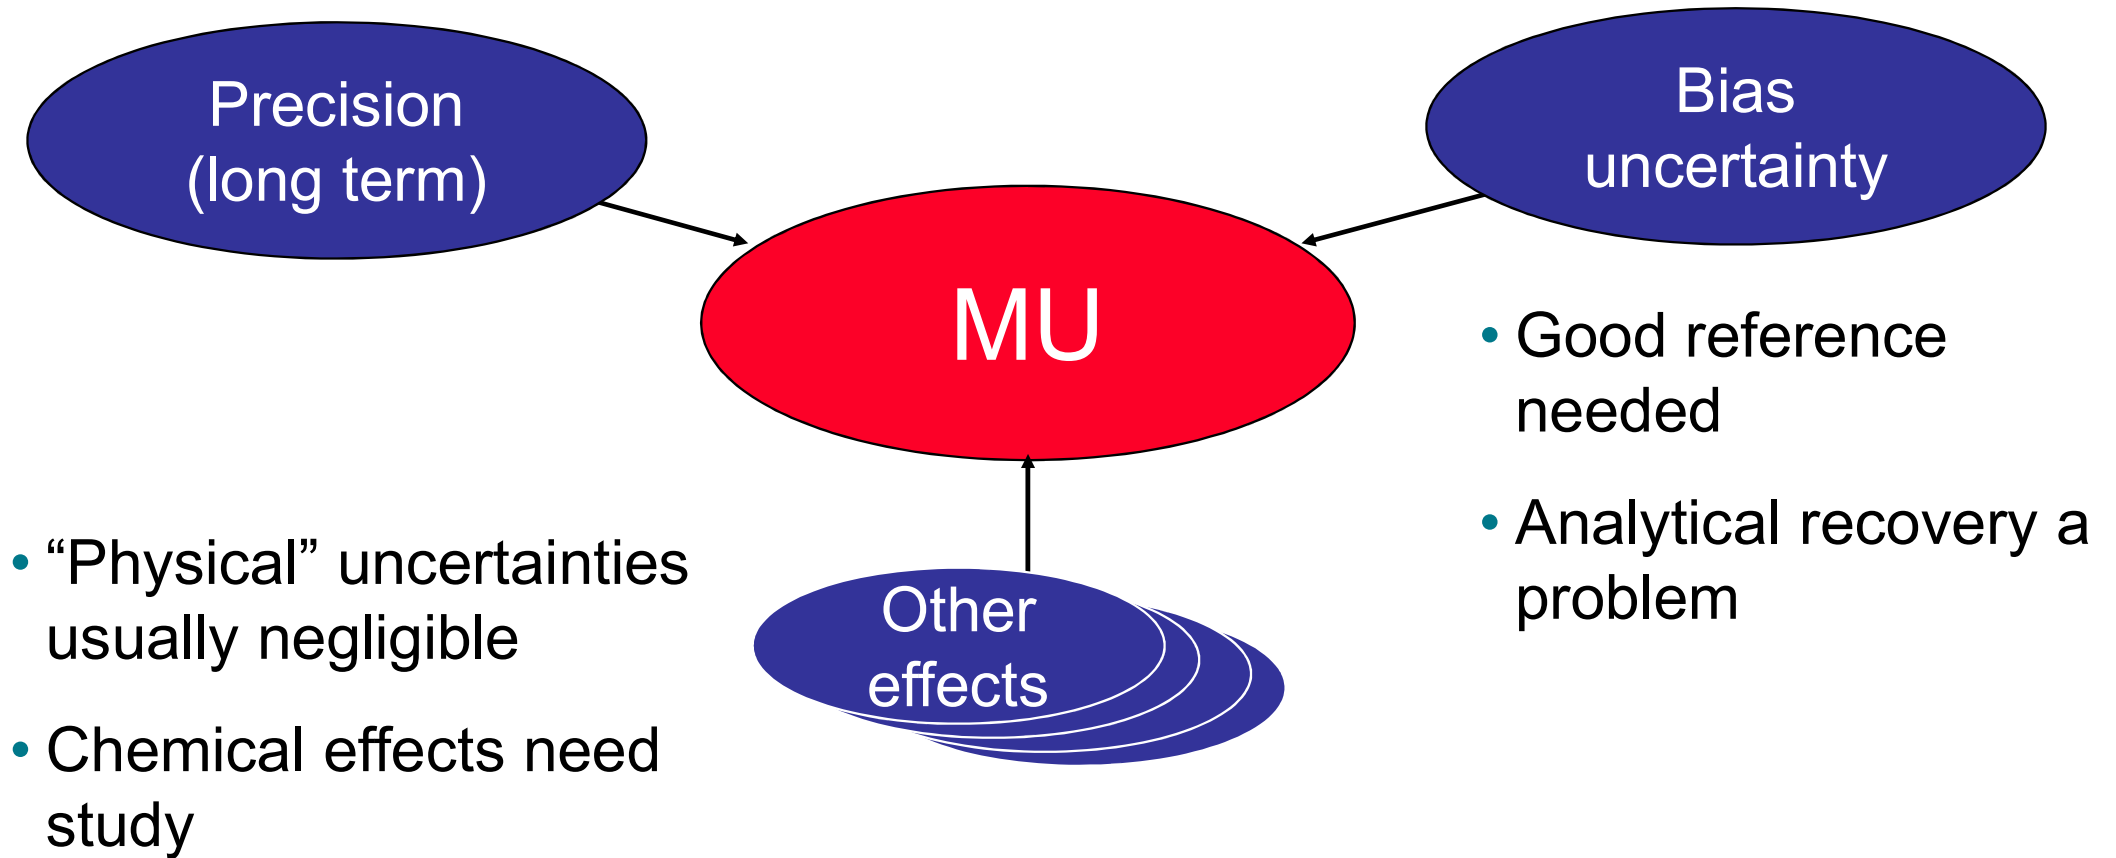 Precision
(long term)
Bias
uncertainty
MU
• Good reference
needed
• Analytical recovery a
problem
Other
effects
• “Physical” uncertainties
usually negligible
• Chemical effects need
study